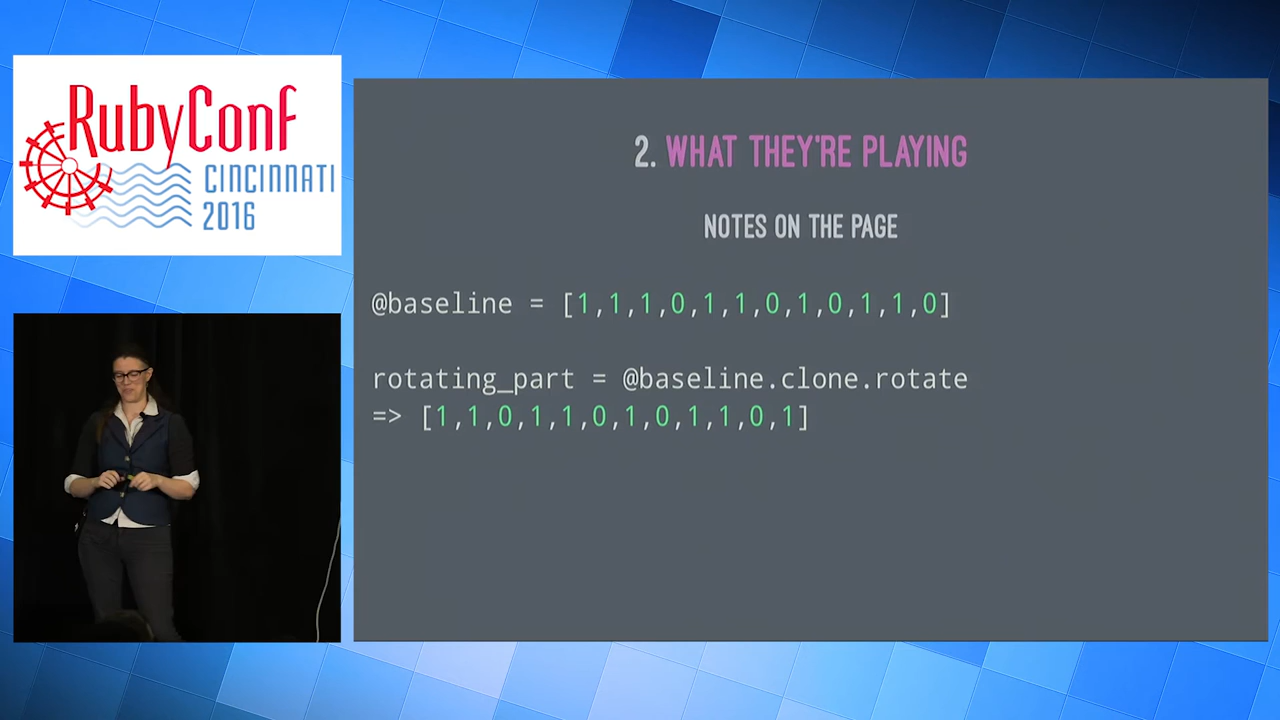 RubyConf
CINCINNATI
2016
2. WHAT THEY'RE PLAYING
NOTES ON THE PAGE
@baseline = [1,1,1,0,1,1,0,1,0,1,1,0]
rotating_part = @baseline.clone.rotate
=> [1,1,0,1,1,0,1,0,1,1,0,1]